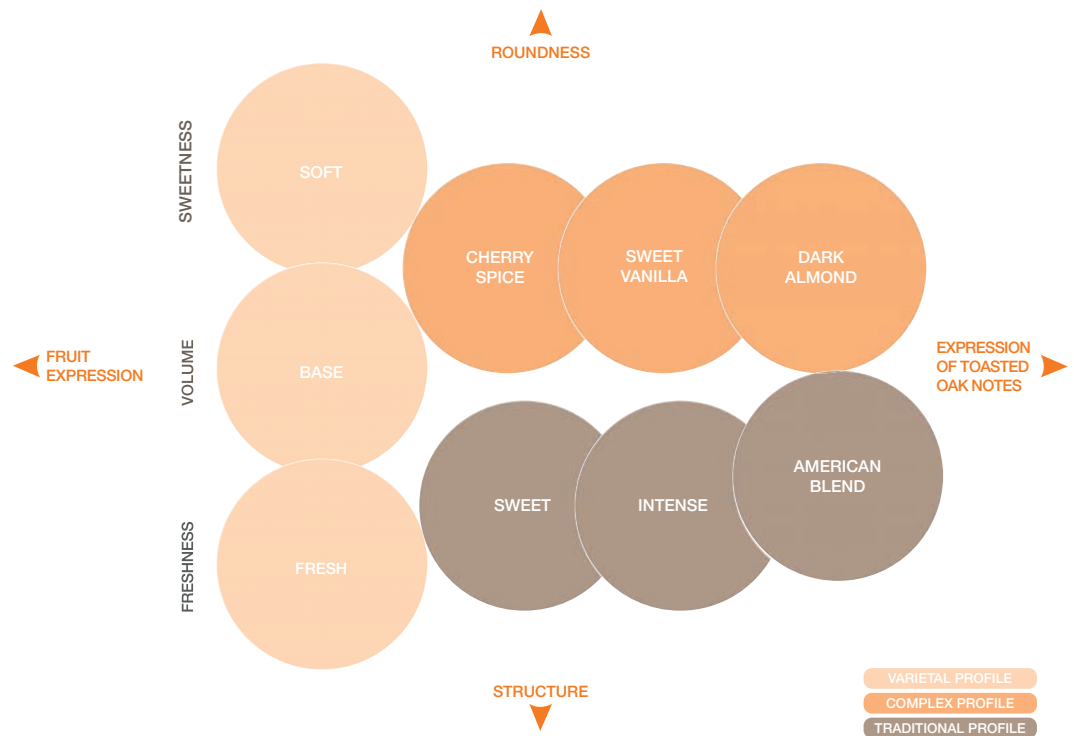 ROUNDNESS
SWEETNESS
SOFT
CHERRY
SPICE
SWEET
VANILLA
DARK
ALMOND
FRUIT
EXPRESSION
VOLUME
BASE
EXPRESSION
OF TOASTED
OAK NOTES
SWEET
INTENSE
AMERICAN
BLEND
FRESHNESS
FRESH
STRUCTURE
VARIETAL PROFILE
COMPLEX PROFILE
TRADITIONAL PROFILE